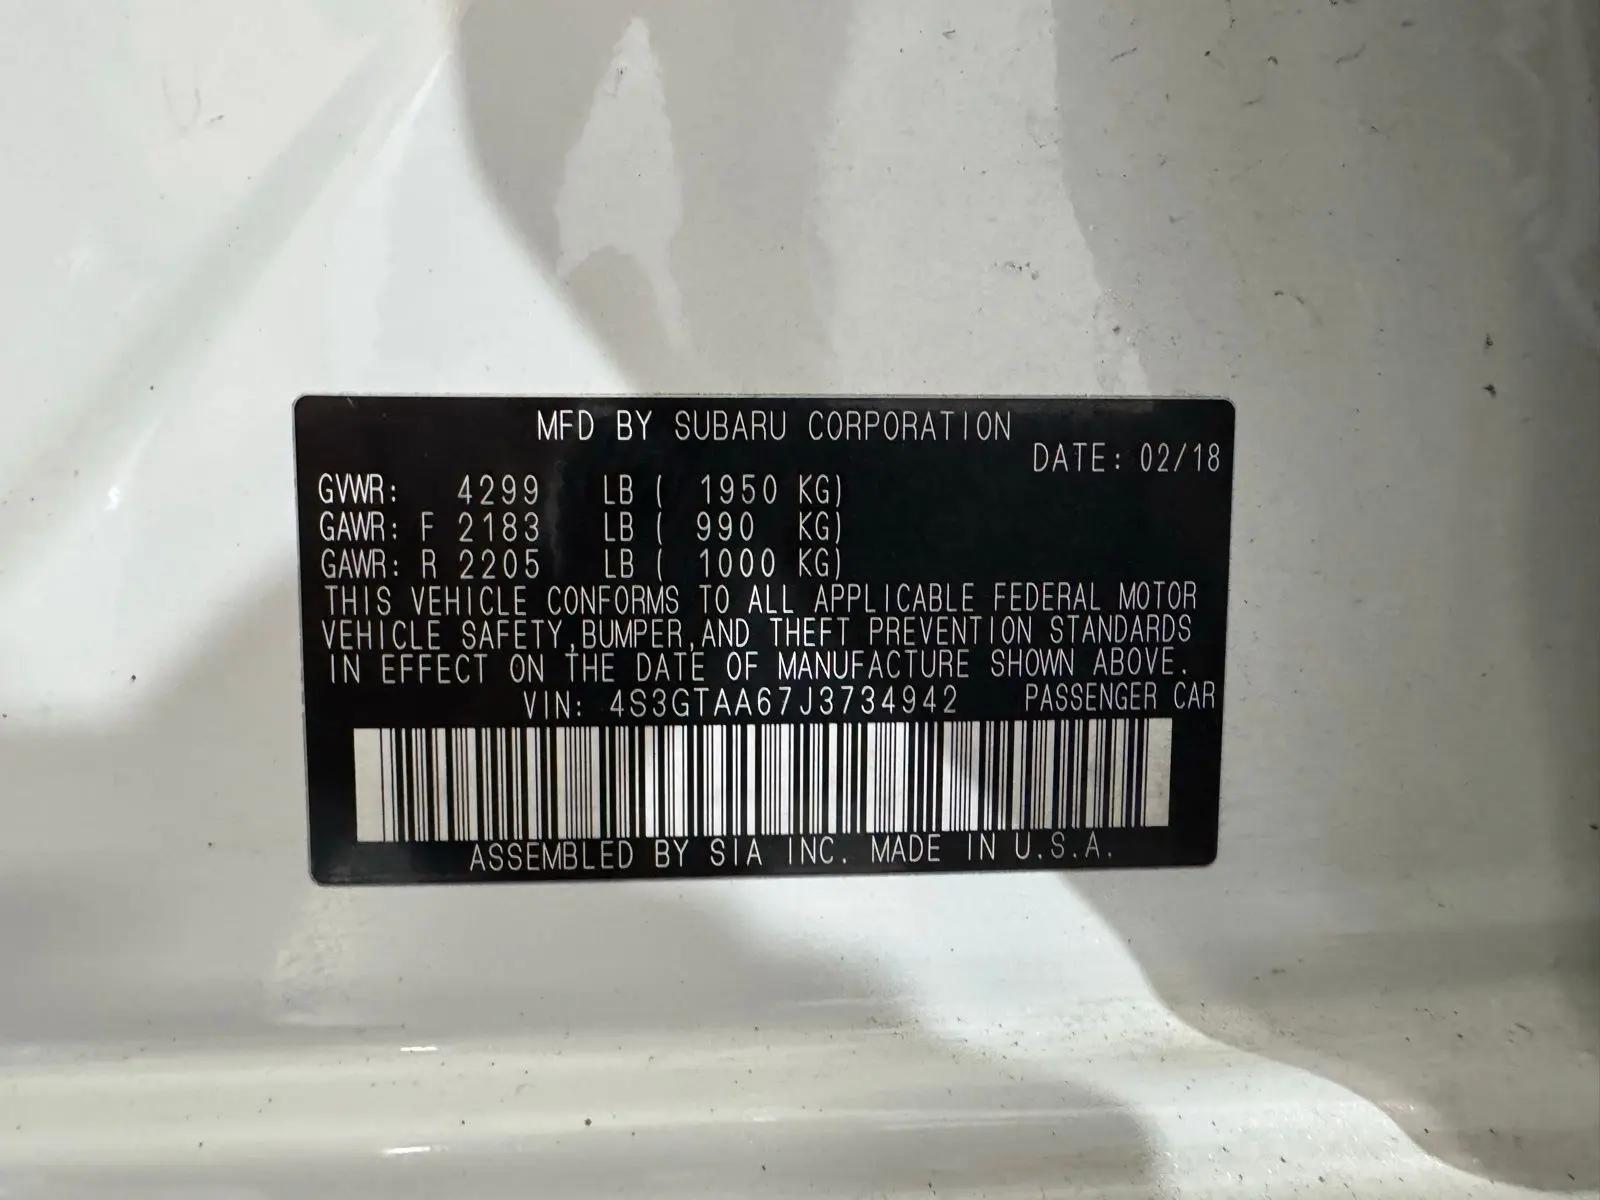 MFD BY SUBARU CORPORATION
DATE: 02/18
GVWR: 4299 LB ( 1950 KG)
GAWR: F 2183 LB ( 990 KG)
GAWR: R 2205 LB ( 1000 KG)
THIS VEHICLE CONFORMS TO ALL APPLICABLE FEDERAL MOTOR
VEHICLE SAFETY,BUMPER,AND THEFT PREVENTION STANDARDS
IN EFFECT ON THE DATE OF MANUFACTURE SHOWN ABOVE.
VIN: 4S3GTAA67J3734942 PASSENGER CAR
ASSEMBLED BY SIA INC. MADE IN U.S.A.